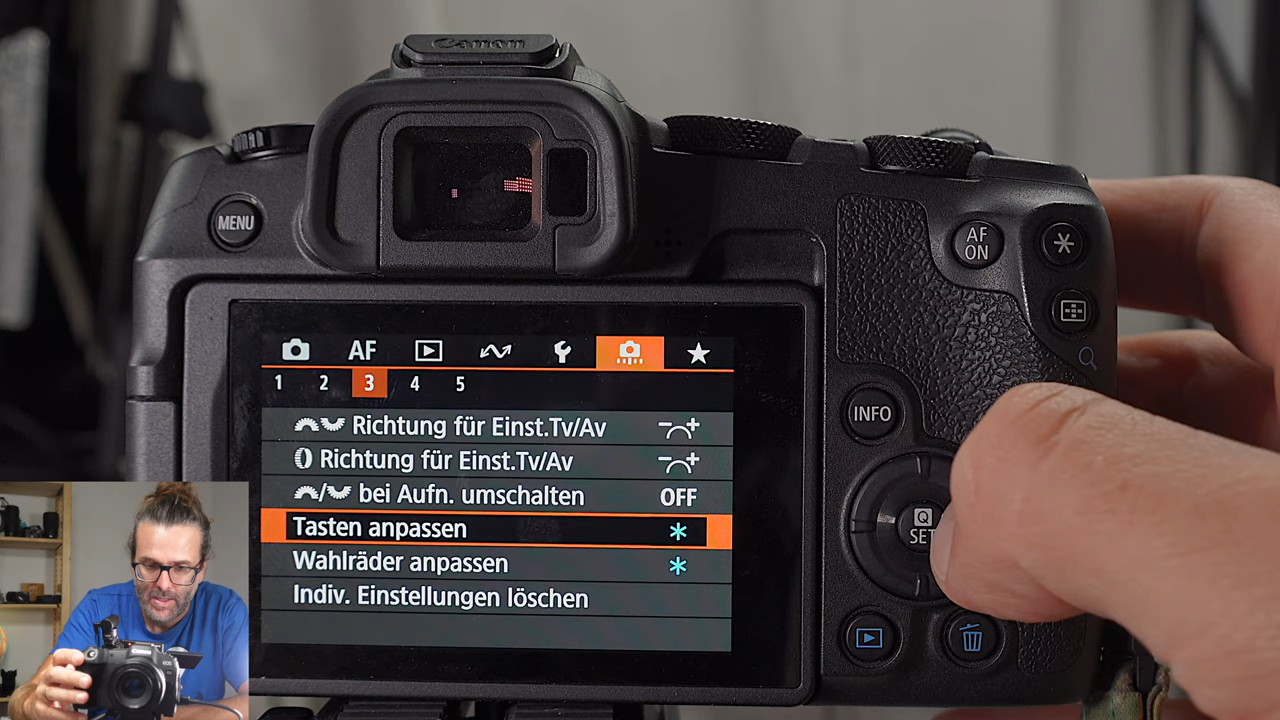 Canon
MENU
AF
ON
AF
1 2 3 4 5
Richtung für Einst.Tv/Av
Richtung für Einst.Tv/Av
bei Aufn. umschalten OFF
Tasten anpassen
Wahlräder anpassen
Indiv. Einstellungen löschen
INFO
Q
SET